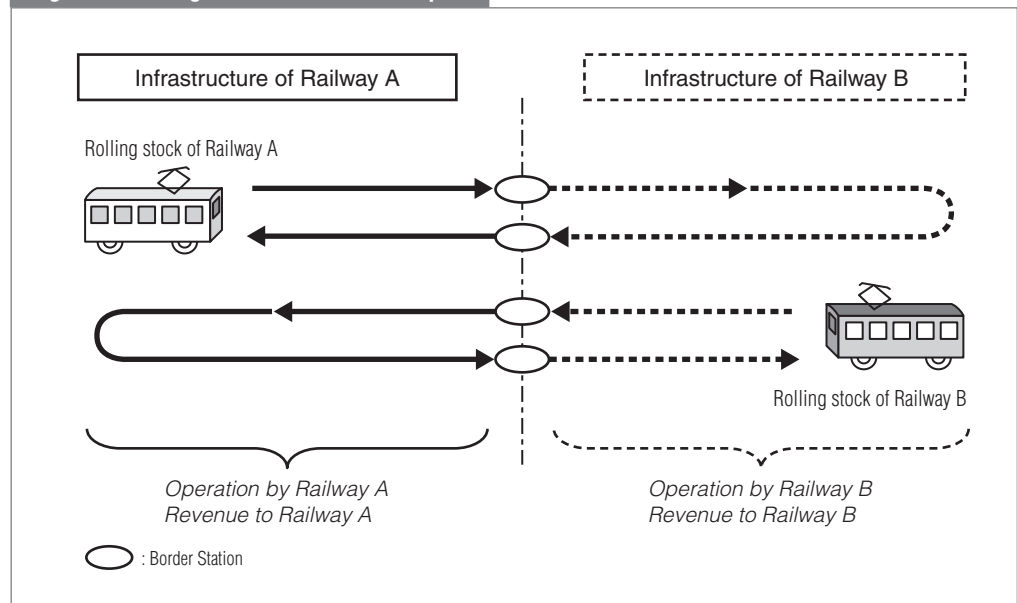 Infrastructure of Railway A
Infrastructure of Railway B
Rolling stock of Railway A
Rolling stock of Railway B
Operation by Railway A
Revenue to Railway A
Operation by Railway B
Revenue to Railway B
: Border Station